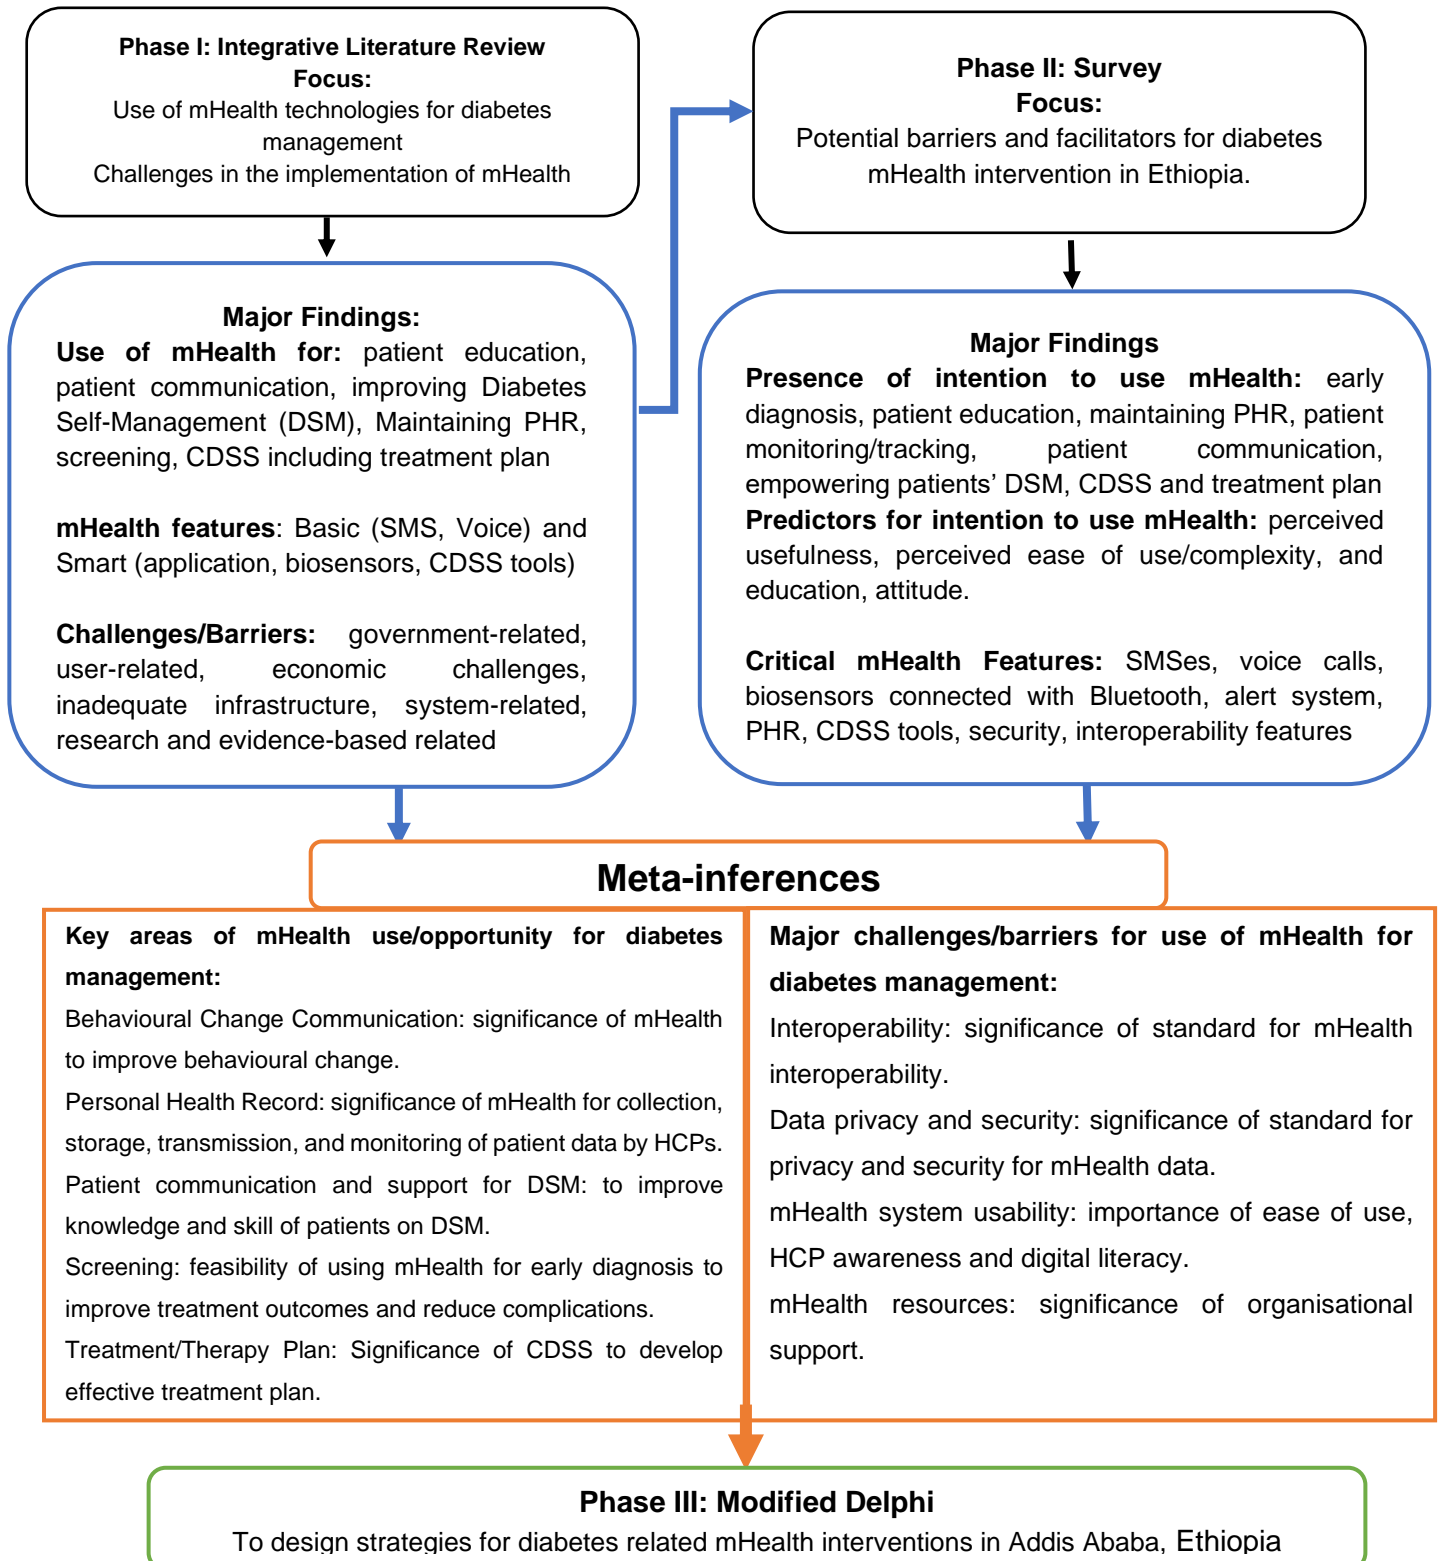 Phase I: Integrative Literature Review
Focus:
Use of mHealth technologies for diabetes
management
Challenges in the implementation of mHealth
Phase II: Survey
Focus:
Potential barriers and facilitators for diabetes
mHealth intervention in Ethiopia.
Major Findings:
Use of mHealth for: patient education,
patient communication, improving Diabetes
Self-Management (DSM), Maintaining PHR,
screening, CDSS including treatment plan
mHealth features: Basic (SMS, Voice) and
Smart (application, biosensors, CDSS tools)
Challenges/Barriers: government-related,
user-related, economic challenges,
inadequate infrastructure, system-related,
research and evidence-based related
Major Findings
Presence of intention to use mHealth: early
diagnosis, patient education, maintaining PHR, patient
monitoring/tracking, patient communication,
empowering patients’ DSM, CDSS and treatment plan
Predictors for intention to use mHealth: perceived
usefulness, perceived ease of use/complexity, and
education, attitude.
Critical mHealth Features: SMSes, voice calls,
biosensors connected with Bluetooth, alert system,
PHR, CDSS tools, security, interoperability features
Meta-inferences
Key areas of mHealth use/opportunity for diabetes
management:
Behavioural Change Communication: significance of mHealth
to improve behavioural change.
Personal Health Record: significance of mHealth for collection,
storage, transmission, and monitoring of patient data by HCPs.
Patient communication and support for DSM: to improve
knowledge and skill of patients on DSM.
Screening: feasibility of using mHealth for early diagnosis to
improve treatment outcomes and reduce complications.
Treatment/Therapy Plan: Significance of CDSS to develop
effective treatment plan.
Major challenges/barriers for use of mHealth for
diabetes management:
Interoperability: significance of standard for mHealth
interoperability.
Data privacy and security: significance of standard for
privacy and security for mHealth data.
mHealth system usability: importance of ease of use,
HCP awareness and digital literacy.
mHealth resources: significance of organisational
support.
Phase III: Modified Delphi
To design strategies for diabetes related mHealth interventions in Addis Ababa, Ethiopia